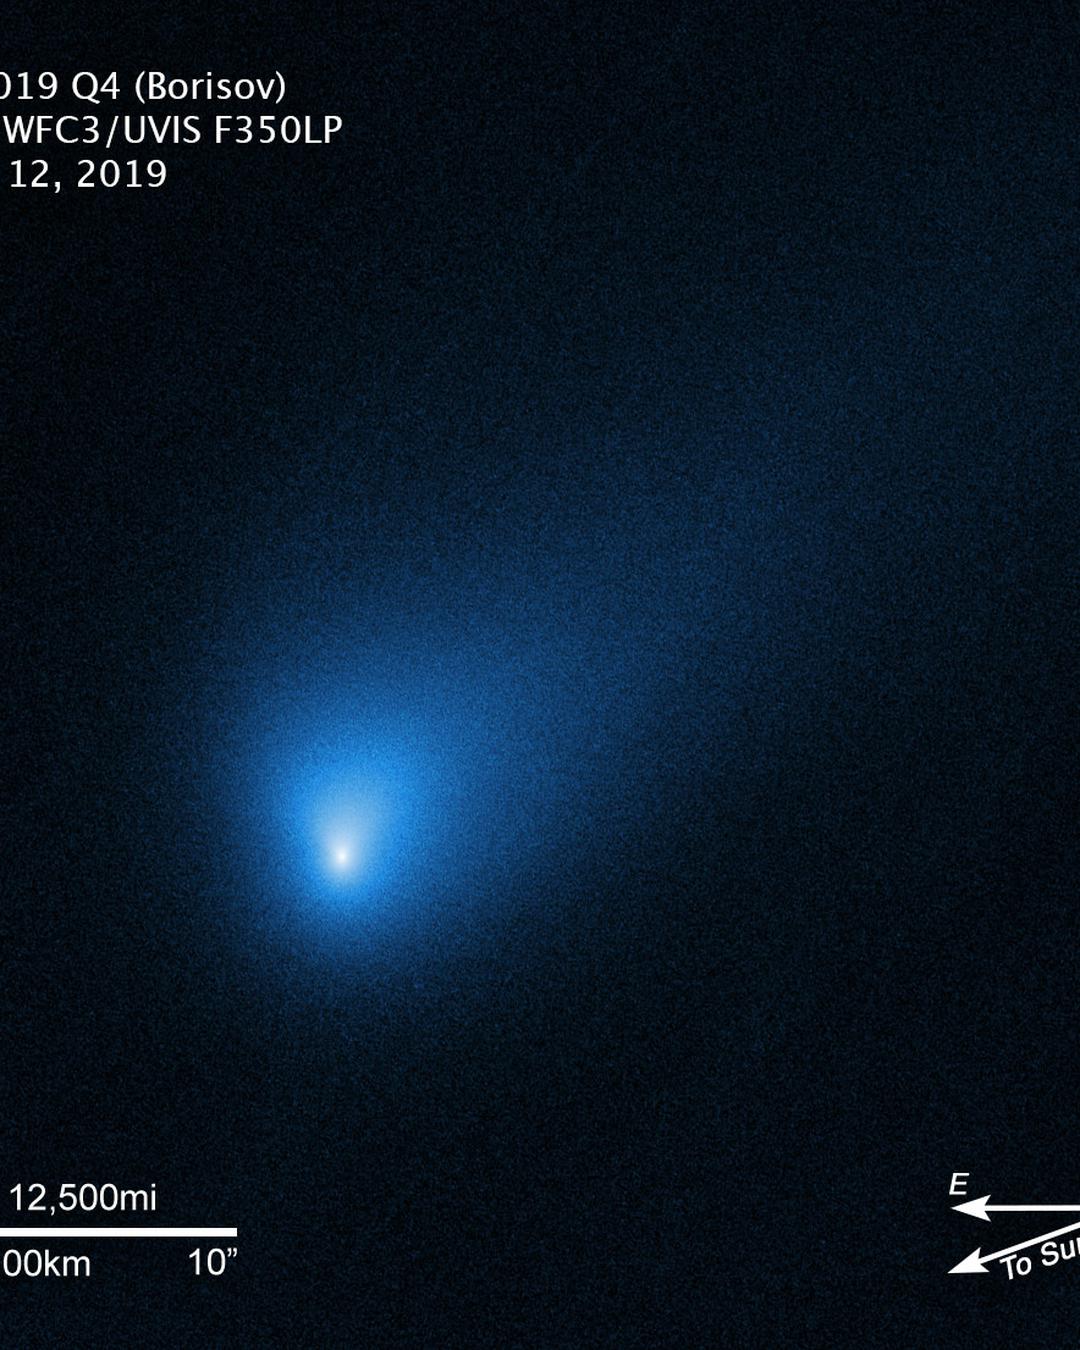 019 Q4 (Borisov)
WFC3/UVIS F350LP
12, 2019
12,500mi
00km 10”
E
To Su